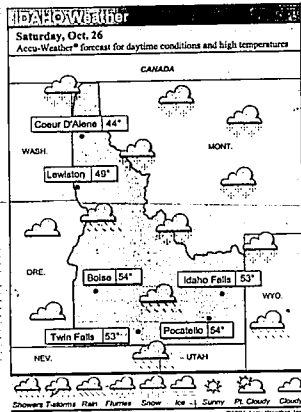 IDAHO Weather
Saturday, Oct. 26
Accu-Weather® forecast for daytime conditions and high temperatures
CANADA
Coeur D'Alene 44°
WASH.
MONT.
Lewiston 49°
ORE.
Boise 54°
Idaho Falls 53°
WYO.
Twin Falls 53°
Pocatello 54°
NEV.
UTAH
Showers T-storms Rain Flurries Snow Ice Sunny Pt. Cloudy Cloudy